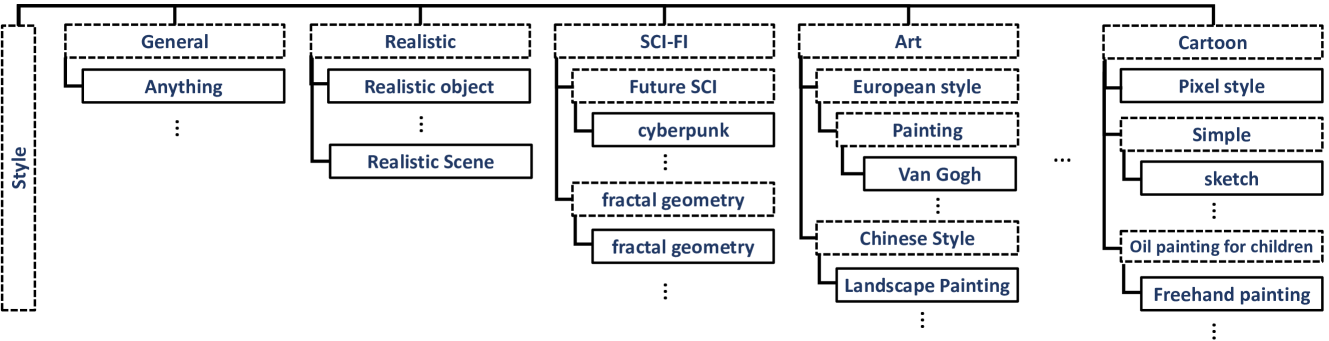 Style
General
Anything
Realistic
Realistic object
Realistic Scene
SCI-FI
Future SCI
cyberpunk
fractal geometry
fractal geometry
Art
European style
Painting
Van Gogh
Chinese Style
Landscape Painting
...
Cartoon
Pixel style
Simple
sketch
Oil painting for children
Freehand painting